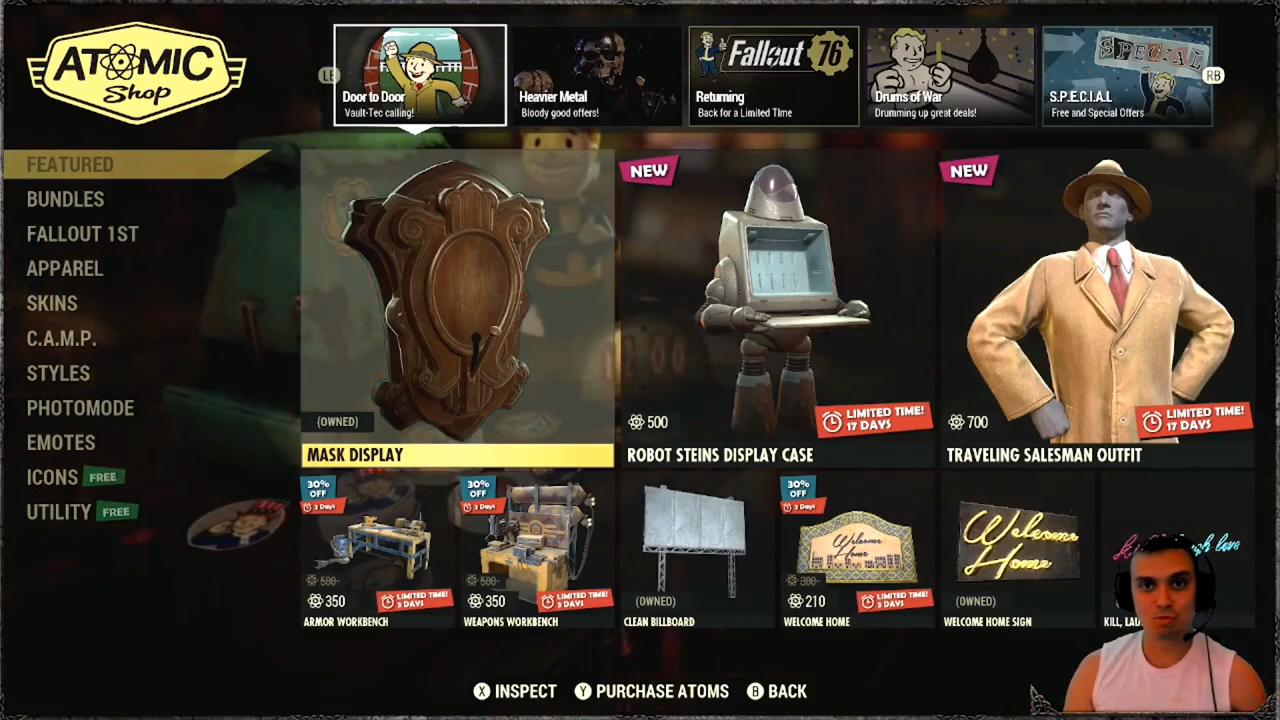 ATOMIC
Shop
Door to Door
Vault-Tec calling!
Heavier Metal
Bloody good offers!
Fallout 76
Returning
Back for a Limited Time
Drums of War
Drumming up great deals!
SPECIAL
S.P.E.C.I.A.L
Free and Special Offers
RB
FEATURED
BUNDLES
FALLOUT 1ST
APPAREL
SKINS
C.A.M.P.
STYLES
PHOTOMODE
EMOTES
ICONS FREE
UTILITY FREE
(OWNED)
MASK DISPLAY
NEW
500
LIMITED TIME!
17 DAYS
ROBOT STEINS DISPLAY CASE
NEW
700
LIMITED TIME!
17 DAYS
TRAVELING SALESMAN OUTFIT
30%
OFF
3 Days
500
350
LIMITED TIME!
3 DAYS
ARMOR WORKBENCH
30%
OFF
3 Days
500
350
LIMITED TIME!
3 DAYS
WEAPONS WORKBENCH
(OWNED)
CLEAN BILLBOARD
30%
OFF
3 Days
Welcome
Home
300
210
LIMITED TIME!
3 DAYS
WELCOME HOME
Welcome
Home
(OWNED)
WELCOME HOME SIGN
love
KILL,
X INSPECT Y PURCHASE ATOMS B BACK